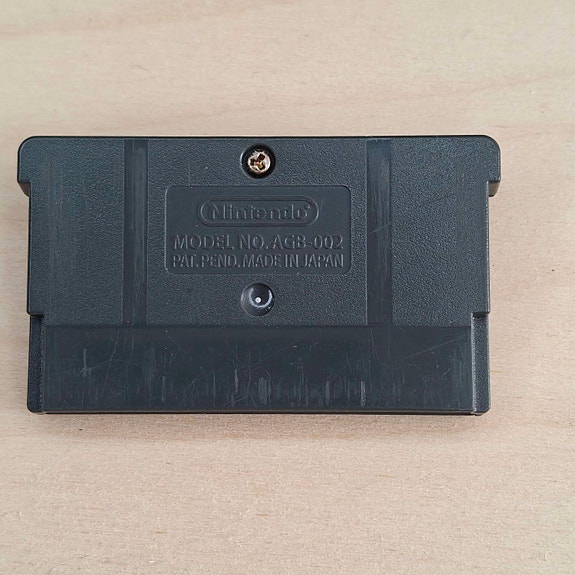 Nintendo®
MODEL NO. AGB-002
PAT. PEND. MADE IN JAPAN